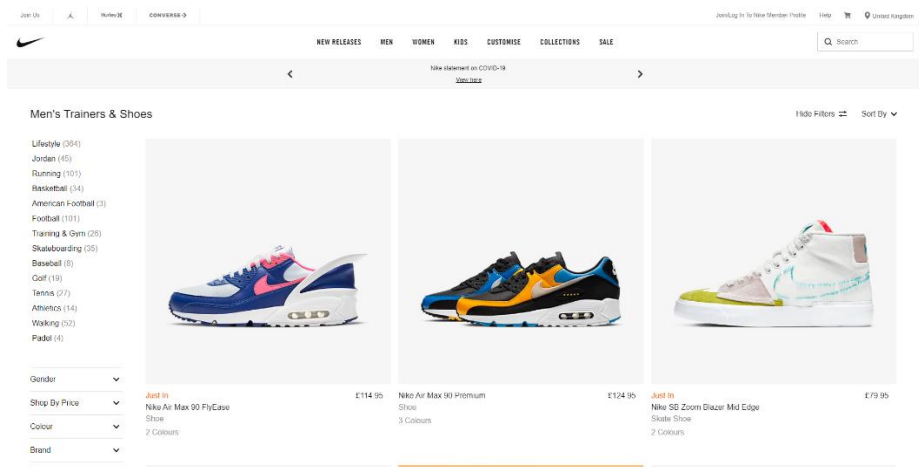 Join Us
Hurley
CONVERSE
Join/Log In To Nike Member Profile
Help
United Kingdom
NEW RELEASES
MEN
WOMEN
KIDS
CUSTOMISE
COLLECTIONS
SALE
Search
Nike statement on COVID-19
View here
Men's Trainers & Shoes
Hide Filters
Sort By
Lifestyle (384)
Jordan (45)
Running (101)
Basketball (34)
American Football (3)
Football (101)
Training & Gym (26)
Skateboarding (35)
Baseball (8)
Golf (19)
Tennis (27)
Athletics (14)
Walking (52)
Padel (4)
Gender
Shop By Price
Colour
Brand
Just In
£114.95
Nike Air Max 90 FlyEase
Shoe
2 Colours
Nike Air Max 90 Premium
£124.95
Shoe
3 Colours
Just In
£79.95
Nike SB Zoom Blazer Mid Edge
Skate Shoe
2 Colours